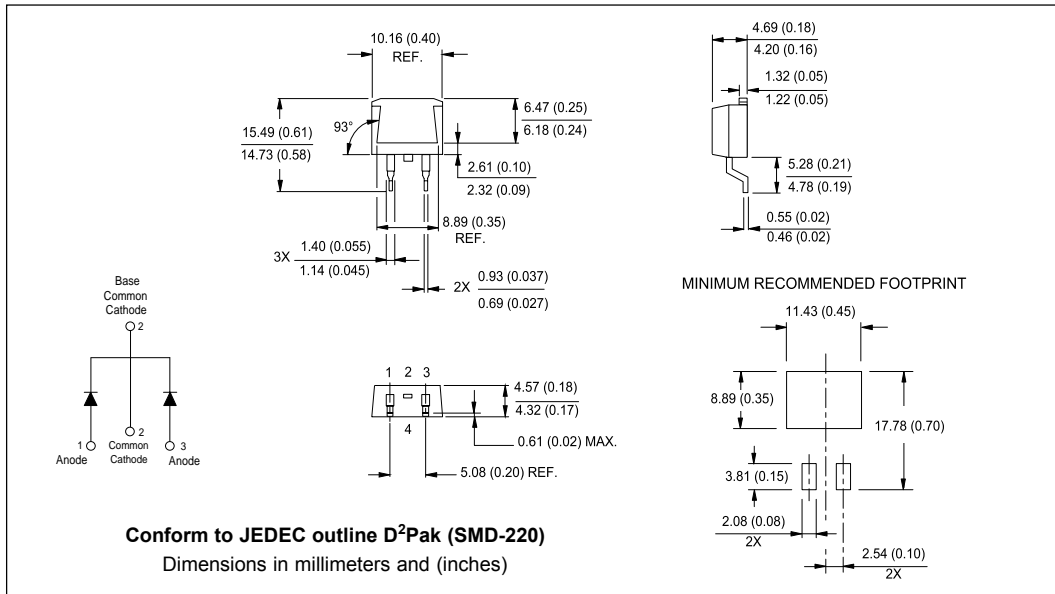 10.16 (0.40)
REF.
93°
15.49 (0.61)
14.73 (0.58)
6.47 (0.25)
6.18 (0.24)
2.61 (0.10)
2.32 (0.09)
8.89 (0.35)
REF.
3X
1.40 (0.055)
1.14 (0.045)
2X
0.93 (0.037)
0.69 (0.027)
4.69 (0.18)
4.20 (0.16)
1.32 (0.05)
1.22 (0.05)
5.28 (0.21)
4.78 (0.19)
0.55 (0.02)
0.46 (0.02)
Base
Common
Cathode
2
2
1
Anode
Common
Cathode
3
Anode
1 2 3
4
4.57 (0.18)
4.32 (0.17)
0.61 (0.02) MAX.
5.08 (0.20) REF.
MINIMUM RECOMMENDED FOOTPRINT
11.43 (0.45)
8.89 (0.35)
17.78 (0.70)
3.81 (0.15)
2.08 (0.08)
2X
2.54 (0.10)
2X
Conform to JEDEC outline D²Pak (SMD-220)
Dimensions in millimeters and (inches)